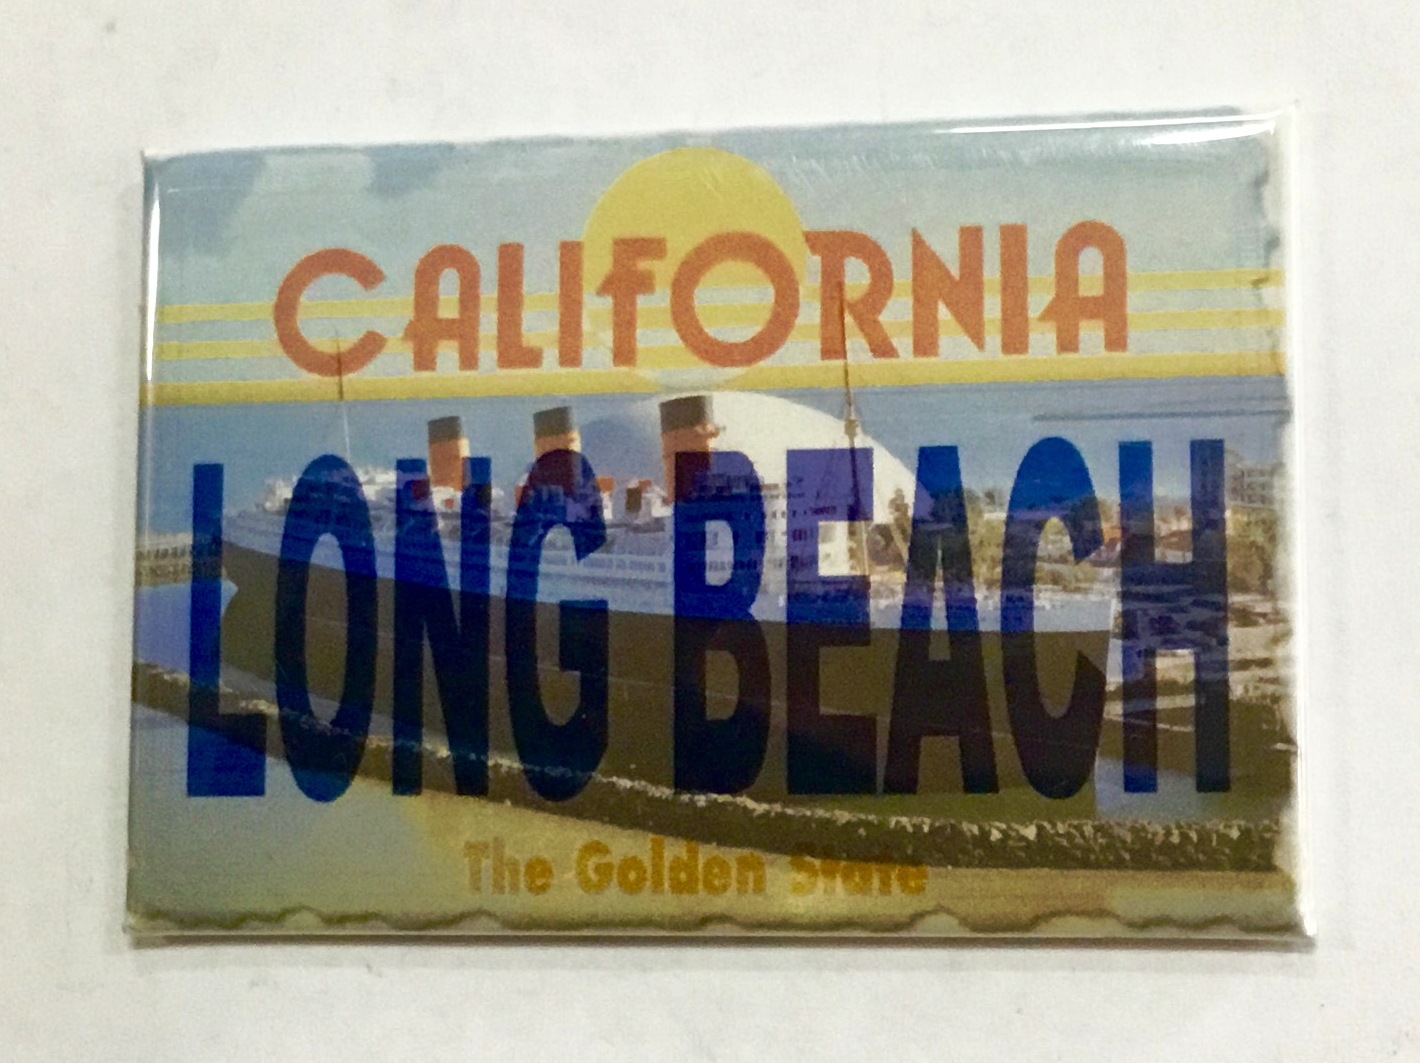 CALIFORNIA
LONG BEACH
The Golden State